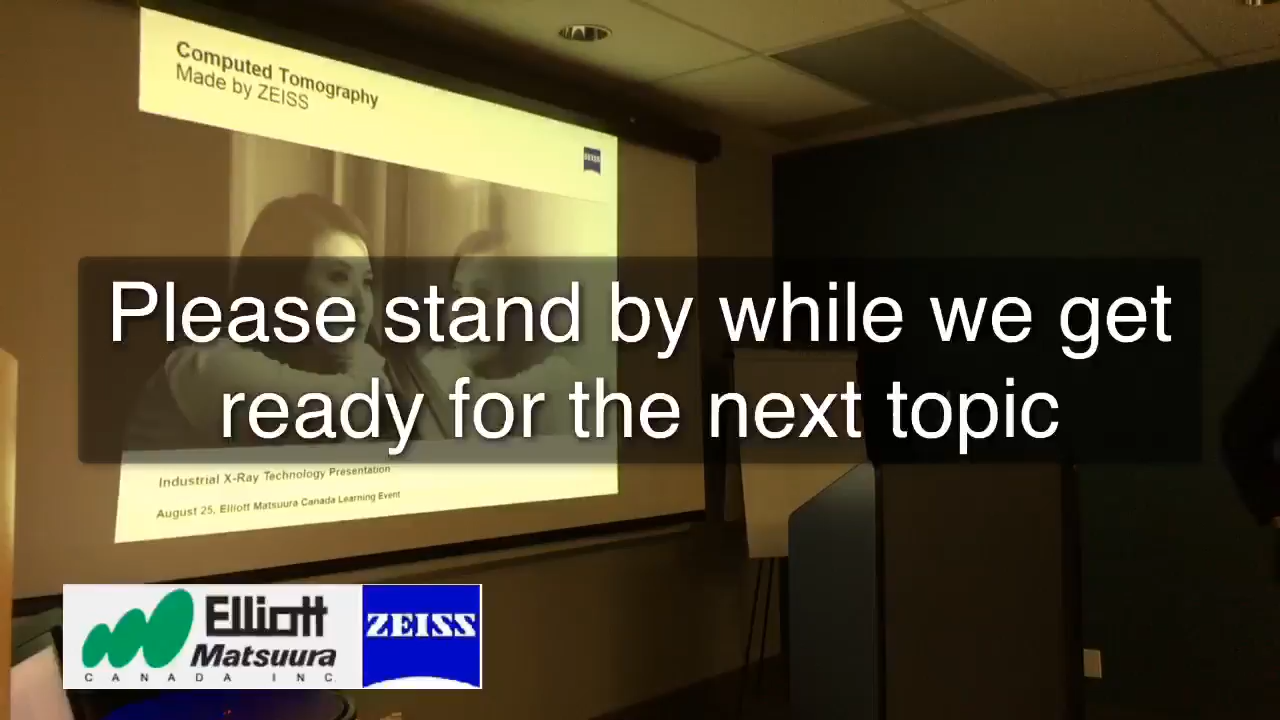 Computed Tomography
Made by ZEISS
ZEISS
Please stand by while we get
ready for the next topic
Industrial X-Ray Technology Presentation
August 25, Elliott Matsuura Canada Learning Event
Elliott
Matsuura
CANADA INC
ZEISS